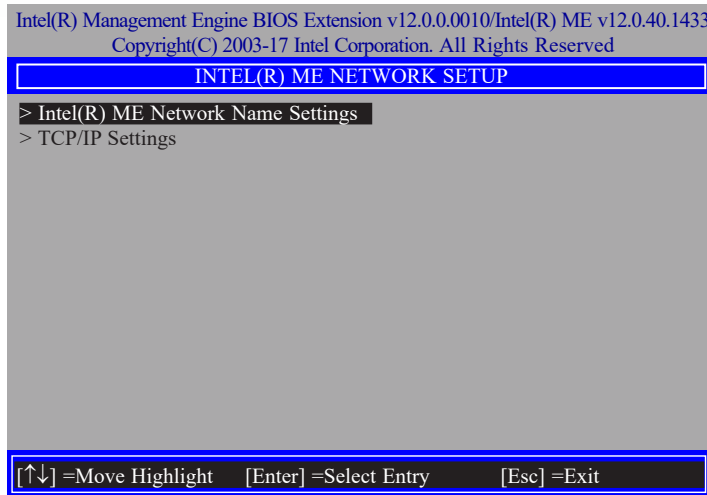 Intel(R) Management Engine BIOS Extension v12.0.0.0010/Intel(R) ME v12.0.40.1433
Copyright(C) 2003-17 Intel Corporation. All Rights Reserved
INTEL(R) ME NETWORK SETUP
> Intel(R) ME Network Name Settings
> TCP/IP Settings
[↑↓] =Move Highlight [Enter] =Select Entry [Esc] =Exit